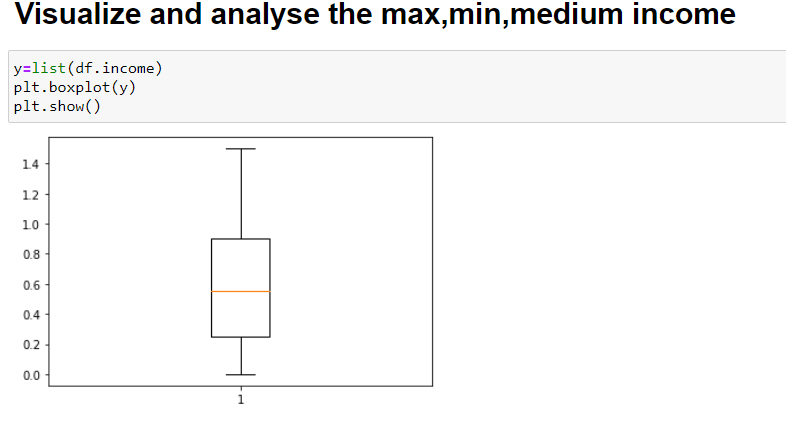 Visualize and analyse the max,min,medium income
y=list(df.income)
plt.boxplot(y)
plt.show()
1.4
1.2
1.0
0.8
0.6
0.4
0.2
0.0
1